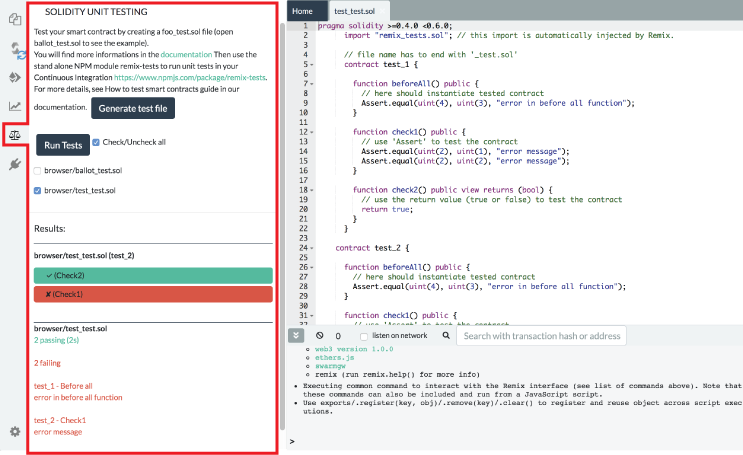 SOLIDITY UNIT TESTING
Test your smart contract by creating a foo_test.sol file (open
ballot_test.sol to see the example).
You will find more informations in the documentation Then use the
stand alone NPM module remix-tests to run unit tests in your
Continuous Integration https://www.npmjs.com/package/remix-tests.
For more details, see How to test smart contracts guide in our
documentation. Generate test file
Run Tests Check/Uncheck all
browser/ballot_test.sol
browser/test_test.sol
Results:
browser/test_test.sol (test_2)
✓ (Check2)
✘ (Check1)
browser/test_test.sol
2 passing (2s)
2 failing
test_1 - Before all
error in before all function
test_2 - Check1
error message
Home test_test.sol
1 pragma solidity >=0.4.0 <0.6.0;
2 import "remix_tests.sol"; // this import is automatically injected by Remix.
3
4 // file name has to end with '_test.sol'
5 contract test_1 {
6
7 function beforeAll() public {
8 // here should instantiate tested contract
9 Assert.equal(uint(4), uint(3), "error in before all function");
10 }
11
12 function check1() public {
13 // use 'Assert' to test the contract
14 Assert.equal(uint(2), uint(1), "error message");
15 Assert.equal(uint(2), uint(2), "error message");
16 }
17
18 function check2() public view returns (bool) {
19 // use the return value (true or false) to test the contract
20 return true;
21 }
22 }
23
24 contract test_2 {
25
26 function beforeAll() public {
27 // here should instantiate tested contract
28 Assert.equal(uint(4), uint(3), "error in before all function");
29 }
30
31 function check1() public {
32 // use 'Assert' to test the contract
0 listen on network Search with transaction hash or address
web3 version 1.0.0
ethers.js
swarmgw
remix (run remix.help() for more info)
• Executing common command to interact with the Remix interface (see list of commands above). Note that
these commands can also be included and run from a JavaScript script.
• Use exports/.register(key, obj)/.remove(key)/.clear() to register and reuse object across script exec
utions.
>